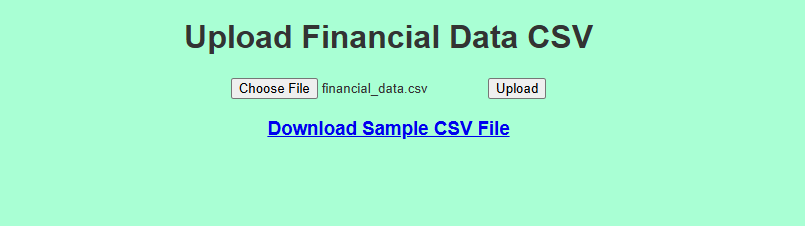 Upload Financial Data CSV
Choose File financial_data.csv Upload
Download Sample CSV File